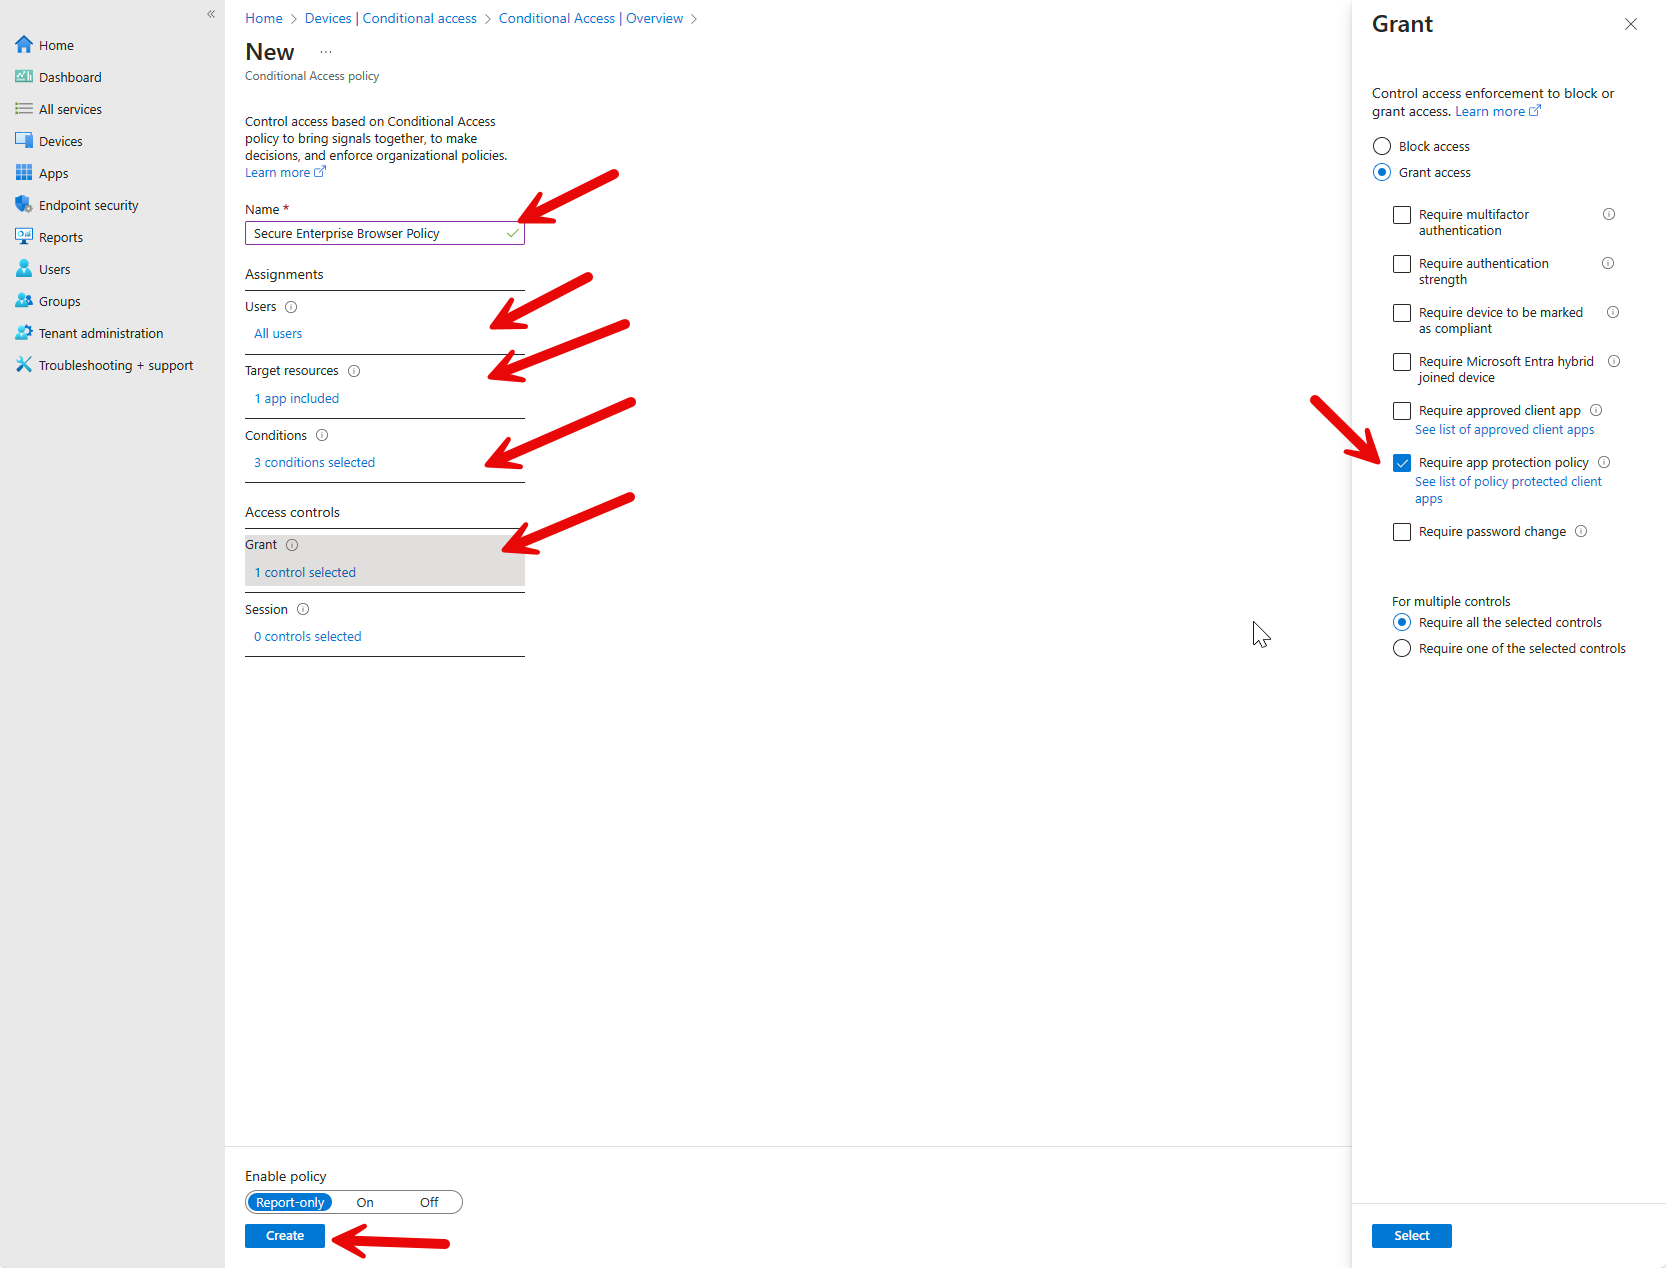 «
Home
Dashboard
All services
Devices
Apps
Endpoint security
Reports
Users
Groups
Tenant administration
Troubleshooting + support
Home > Devices | Conditional access > Conditional Access | Overview >
New ...
Conditional Access policy
Control access based on Conditional Access
policy to bring signals together, to make
decisions, and enforce organizational policies.
Learn more
Name *
Secure Enterprise Browser Policy
Assignments
Users
All users
Target resources
1 app included
Conditions
3 conditions selected
Access controls
Grant
1 control selected
Session
0 controls selected
Enable policy
Report-only On Off
Create
Grant
Control access enforcement to block or
grant access. Learn more
Block access
Grant access
Require multifactor
authentication
Require authentication
strength
Require device to be marked
as compliant
Require Microsoft Entra hybrid
joined device
Require approved client app
See list of approved client apps
Require app protection policy
See list of policy protected client
apps
Require password change
For multiple controls
Require all the selected controls
Require one of the selected controls
Select